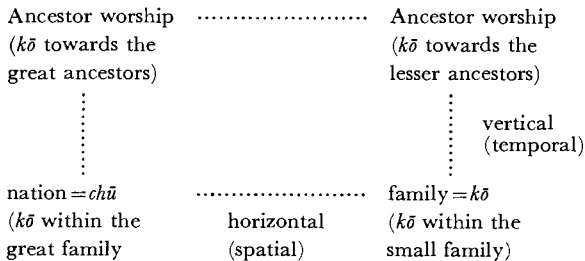 Ancestor worship ..................... Ancestor worship
(kō towards the (kō towards the
great ancestors) lesser ancestors)
vertical
(temporal)
nation=chū ..................... family=kō
(kō within the horizontal (kō within the
great family (spatial) small family)